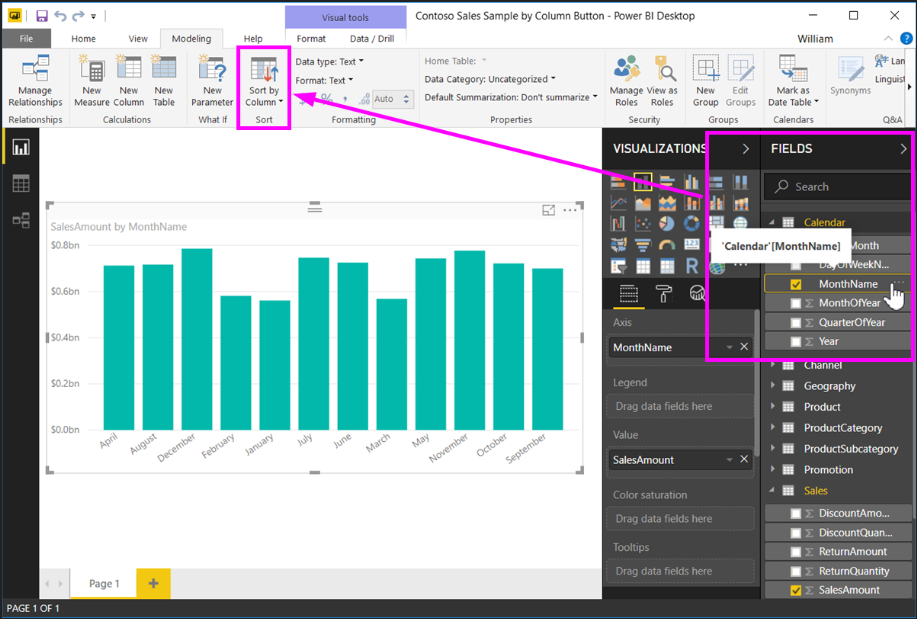 Visual tools
Contoso Sales Sample by Column Button - Power BI Desktop
File
Home
View
Modeling
Help
Format
Data / Drill
William
Manage
Relationships
Relationships
New
Measure
New
Column
New
Table
Calculations
New
Parameter
What If
Sort by
Column
Sort
Data type: Text
Format: Text
$ % , Auto
Formatting
Home Table:
Data Category: Uncategorized
Default Summarization: Don't summarize
Properties
Manage
Roles
View as
Roles
Security
New
Group
Edit
Groups
Groups
Mark as
Date Table
Calendars
Synonyms
Lan
Linguist
Q&A
SalesAmount by MonthName
$0.8bn
$0.6bn
$0.4bn
$0.2bn
$0.0bn
April
August
December
February
January
July
June
March
May
November
October
September
VISUALIZATIONS
R
123
Axis
MonthName
Legend
Drag data fields here
Value
SalesAmount
Color saturation
Drag data fields here
Tooltips
Drag data fields here
FIELDS
Search
Calendar
'Calendar'[MonthName]
Month
DayOfWeekN...
MonthName
Σ MonthOfYear
Σ QuarterOfYear
Σ Year
Channel
Geography
Product
ProductCategory
ProductSubcategory
Promotion
Sales
Σ DiscountAmo...
Σ DiscountQuan...
Σ ReturnAmount
Σ ReturnQuantity
Σ SalesAmount
Page 1
PAGE 1 OF 1